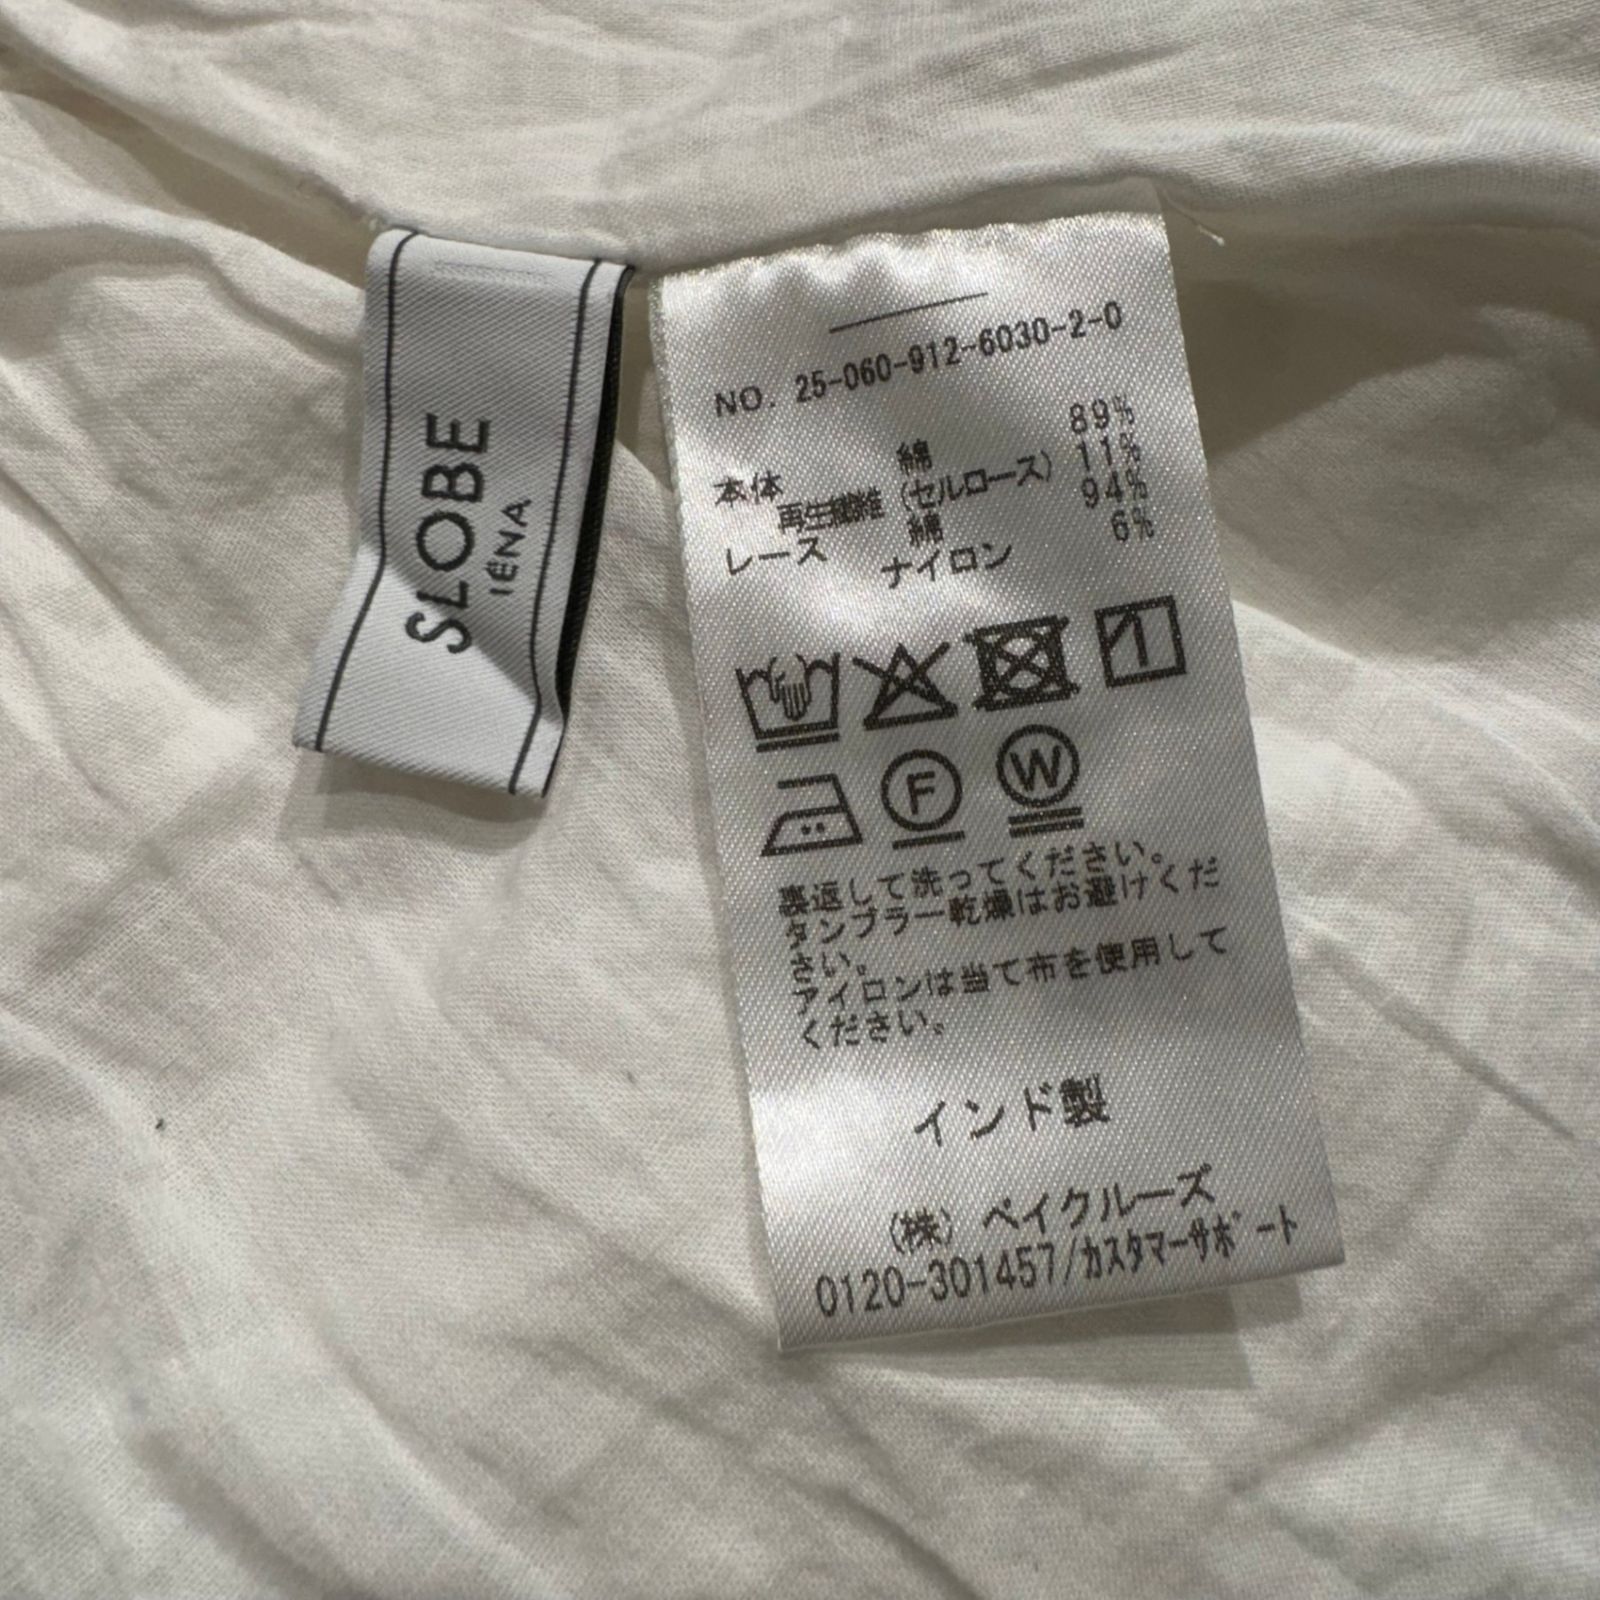 SLOBE
IÉNA
NO. 25-060-912-6030-2-0
本体 綿 89%
再生繊維 (セルロース) 11%
レース 綿 94%
ナイロン 6%
F
W
裏返して洗ってください。
タンブラー乾燥はお避けくだ
さい。
アイロンは当て布を使用して
ください。
インド製
(株) ベイクルーズ
0120-301457/カスタマーサポート